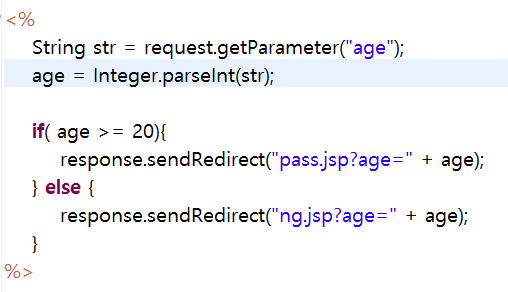 <%
String str = request.getParameter("age");
age = Integer.parseInt(str);
if( age >= 20){
response.sendRedirect("pass.jsp?age=" + age);
} else {
response.sendRedirect("ng.jsp?age=" + age);
}
%>